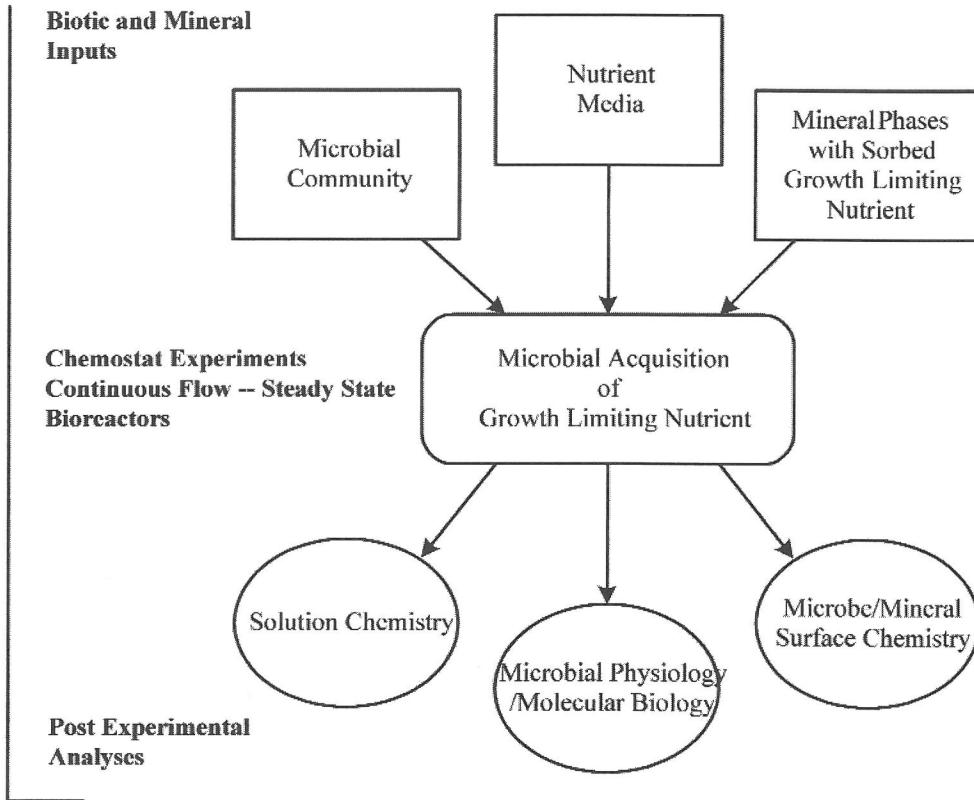 Biotic and Mineral
Inputs
Nutrient
Media
Microbial
Community
Mineral Phases
with Sorbed
Growth Limiting
Nutrient
Chemostat Experiments
Continuous Flow -- Steady State
Bioreactors
Microbial Acquisition
of
Growth Limiting Nutrient
Solution Chemistry
Microbial Physiology
/Molecular Biology
Microbe/Mineral
Surface Chemistry
Post Experimental
Analyses